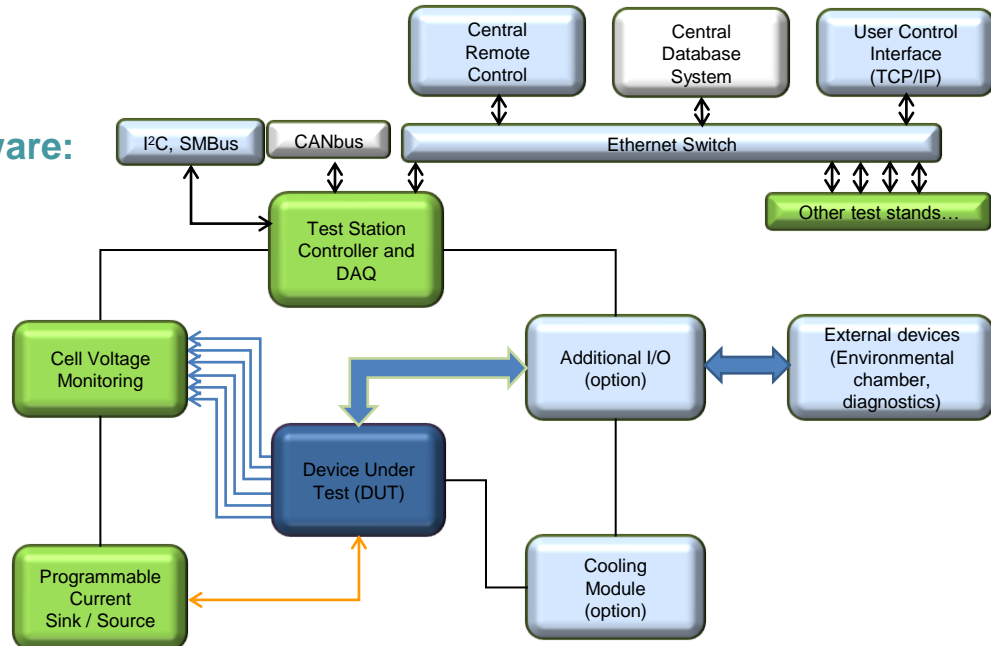 Central
Remote
Control
Central
Database
System
User Control
Interface
(TCP/IP)
I²C, SMBus
CANbus
Ethernet Switch
Other test stands…
Test Station
Controller and
DAQ
Cell Voltage
Monitoring
Additional I/O
(option)
External devices
(Environmental
chamber,
diagnostics)
Device Under
Test (DUT)
Programmable
Current
Sink / Source
Cooling
Module
(option)